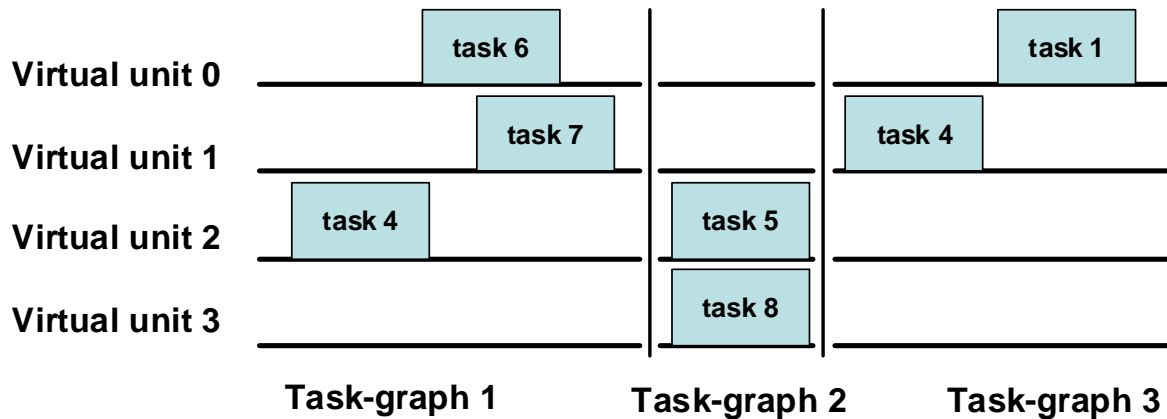 Virtual unit 0 task 6 task 1
Virtual unit 1 task 7 task 4
Virtual unit 2 task 4 task 5
Virtual unit 3 task 8
Task-graph 1 Task-graph 2 Task-graph 3